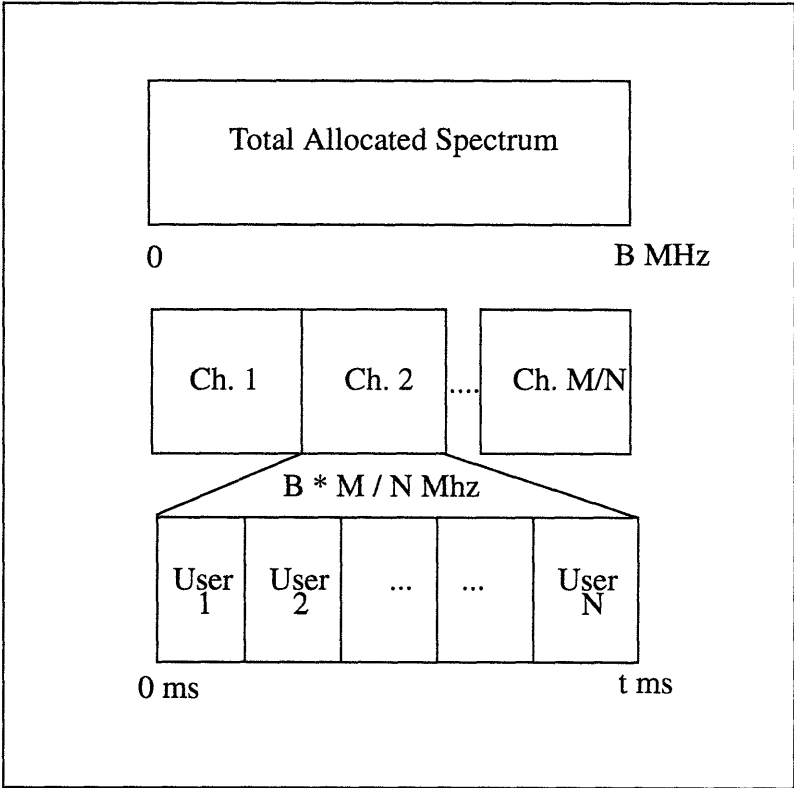 Total Allocated Spectrum
0 B MHz
Ch. 1 Ch. 2 .... Ch. M/N
B * M / N Mhz
User 1 User 2 ... ... User N
0 ms t ms